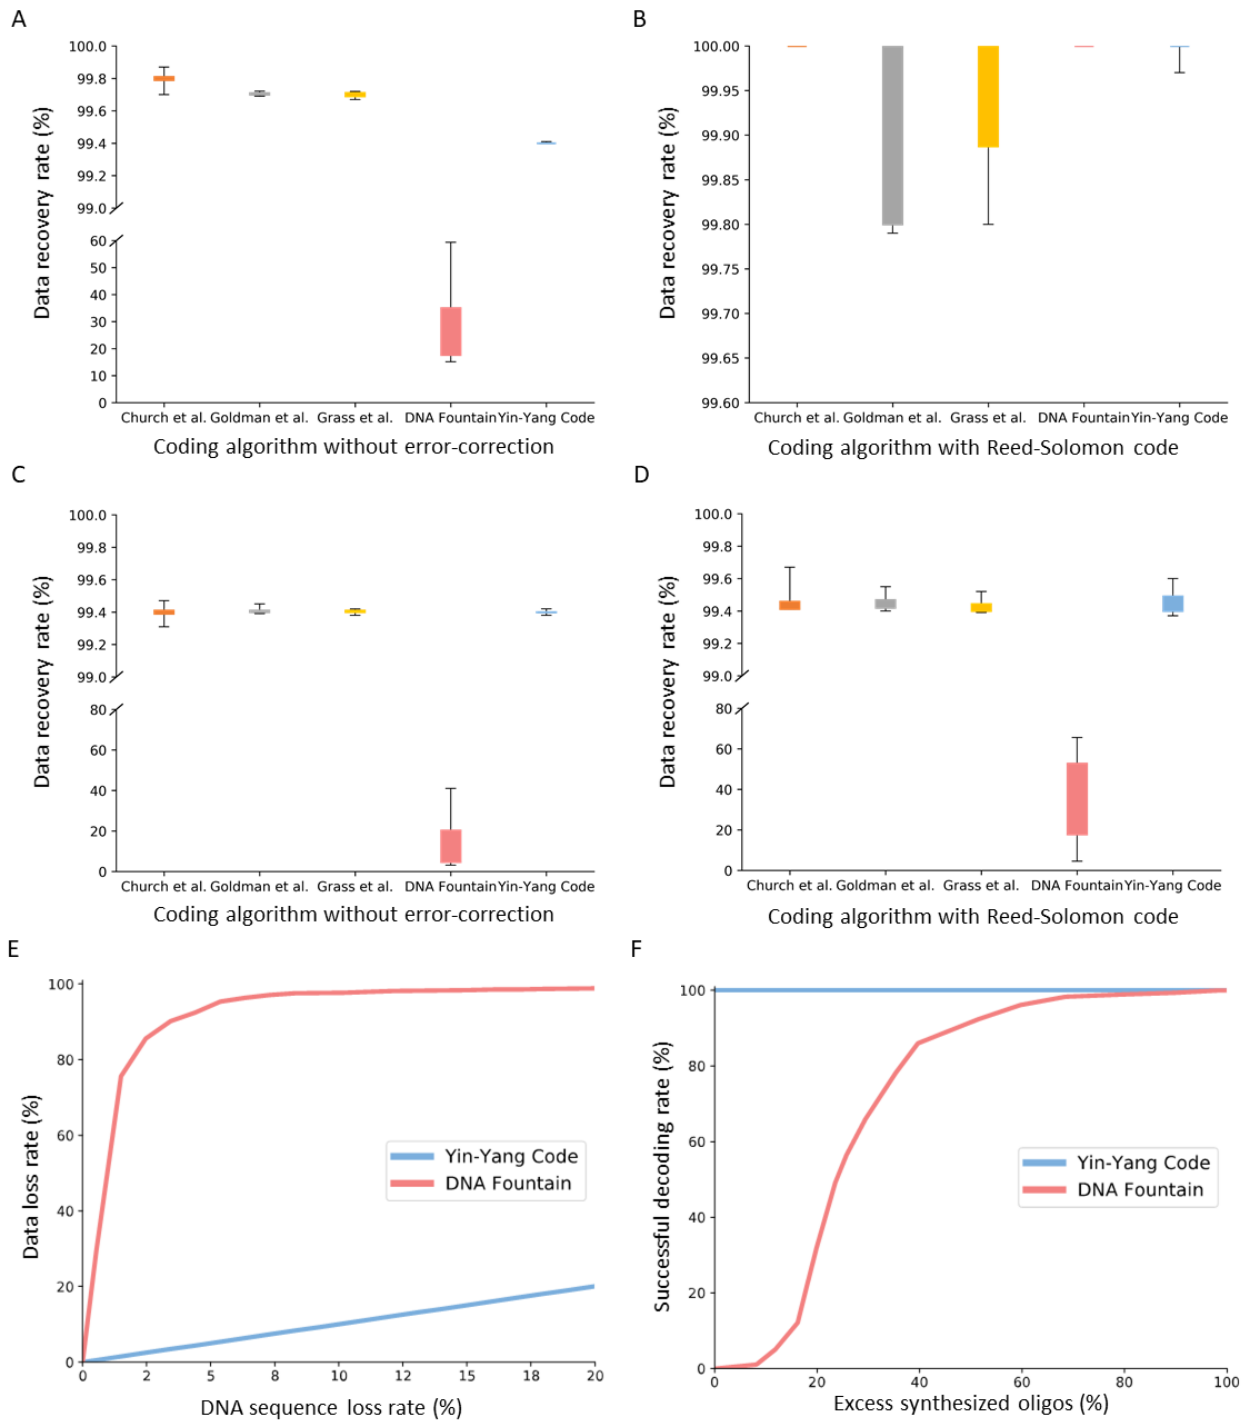 A
Data recovery rate (%)
100.0
99.8
99.6
99.4
99.2
99.0
60
50
40
30
20
10
0
Church et al. Goldman et al. Grass et al. DNA Fountain Yin-Yang Code
Coding algorithm without error-correction
B
Data recovery rate (%)
100.00
99.95
99.90
99.85
99.80
99.75
99.70
99.65
99.60
Church et al. Goldman et al. Grass et al. DNA Fountain Yin-Yang Code
Coding algorithm with Reed-Solomon code
C
Data recovery rate (%)
100.0
99.8
99.6
99.4
99.2
99.0
80
60
40
20
0
Church et al. Goldman et al. Grass et al. DNA Fountain Yin-Yang Code
Coding algorithm without error-correction
D
Data recovery rate (%)
100.0
99.8
99.6
99.4
99.2
99.0
80
60
40
20
0
Church et al. Goldman et al. Grass et al. DNA Fountain Yin-Yang Code
Coding algorithm with Reed-Solomon code
E
Data loss rate (%)
100
80
60
40
20
0
Yin-Yang Code
DNA Fountain
0 2 5 8 10 12 15 18 20
DNA sequence loss rate (%)
F
Successful decoding rate (%)
100
80
60
40
20
0
Yin-Yang Code
DNA Fountain
0 20 40 60 80 100
Excess synthesized oligos (%)